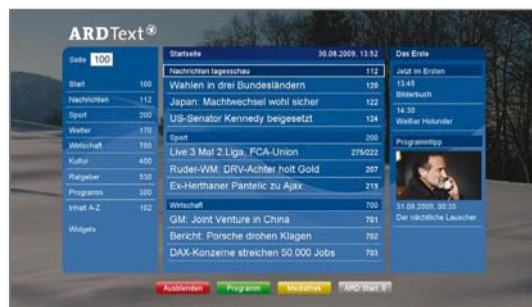 ARDText
Seite 100
Start 100
Nachrichten 112
Sport 200
Wetter 170
Wirtschaft 700
Kultur 400
Ratgeber 530
Programm 300
Inhalt A-Z 102
Widgets
Startseite 30.08.2009, 13:52
Nachrichten tagesschau 112
Wahlen in drei Bundesländern 120
Japan: Machtwechsel wohl sicher 122
US-Senator Kennedy beigesetzt 124
Sport 200
Live 3 Mal 2.Liga, FCA-Union 275/222
Ruder-WM: DRV-Achter holt Gold 207
Ex-Herthaner Pantelic zu Ajax 219
Wirtschaft 700
GM: Joint Venture in China 701
Bericht: Porsche drohen Klagen 702
DAX-Konzerne streichen 50.000 Jobs 703
Das Erste
Jetzt im Ersten
13:45
Bilderbuch
14:30
Weißer Holunder
Programmtipp
31.08.2009, 00:35
Der nächtliche Lauscher
Ausblenden Programm Mediathek ARD Start: 0